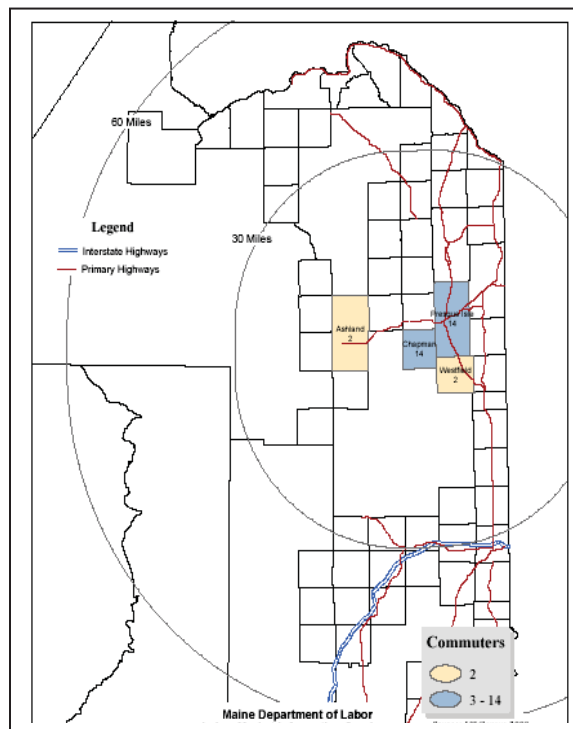 60 Miles
Legend
Interstate Highways
Primary Highways
30 Miles
Presque Isle
14
Ashland
2
Chapman
14
Westfield
2
Commuters
2
3 - 14
Maine Department of Labor